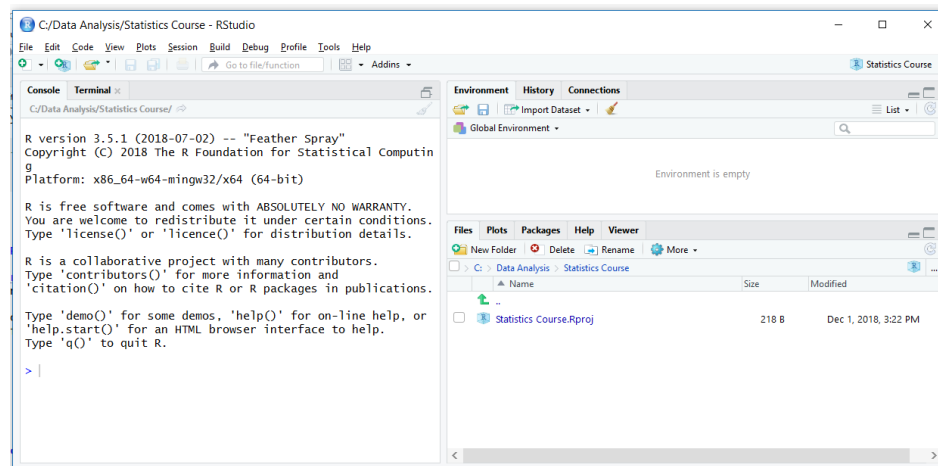 C:/Data Analysis/Statistics Course - RStudio
File Edit Code View Plots Session Build Debug Profile Tools Help
Go to file/function Addins Statistics Course
Console Terminal
C:/Data Analysis/Statistics Course/
R version 3.5.1 (2018-07-02) -- "Feather Spray"
Copyright (C) 2018 The R Foundation for Statistical Computin
g
Platform: x86_64-w64-mingw32/x64 (64-bit)
R is free software and comes with ABSOLUTELY NO WARRANTY.
You are welcome to redistribute it under certain conditions.
Type 'license()' or 'licence()' for distribution details.
R is a collaborative project with many contributors.
Type 'contributors()' for more information and
'citation()' on how to cite R or R packages in publications.
Type 'demo()' for some demos, 'help()' for on-line help, or
'help.start()' for an HTML browser interface to help.
Type 'q()' to quit R.
>
Environment History Connections
Import Dataset List
Global Environment
Environment is empty
Files Plots Packages Help Viewer
New Folder Delete Rename More
C: > Data Analysis > Statistics Course ...
Name Size Modified
..
Statistics Course.Rproj 218 B Dec 1, 2018, 3:22 PM